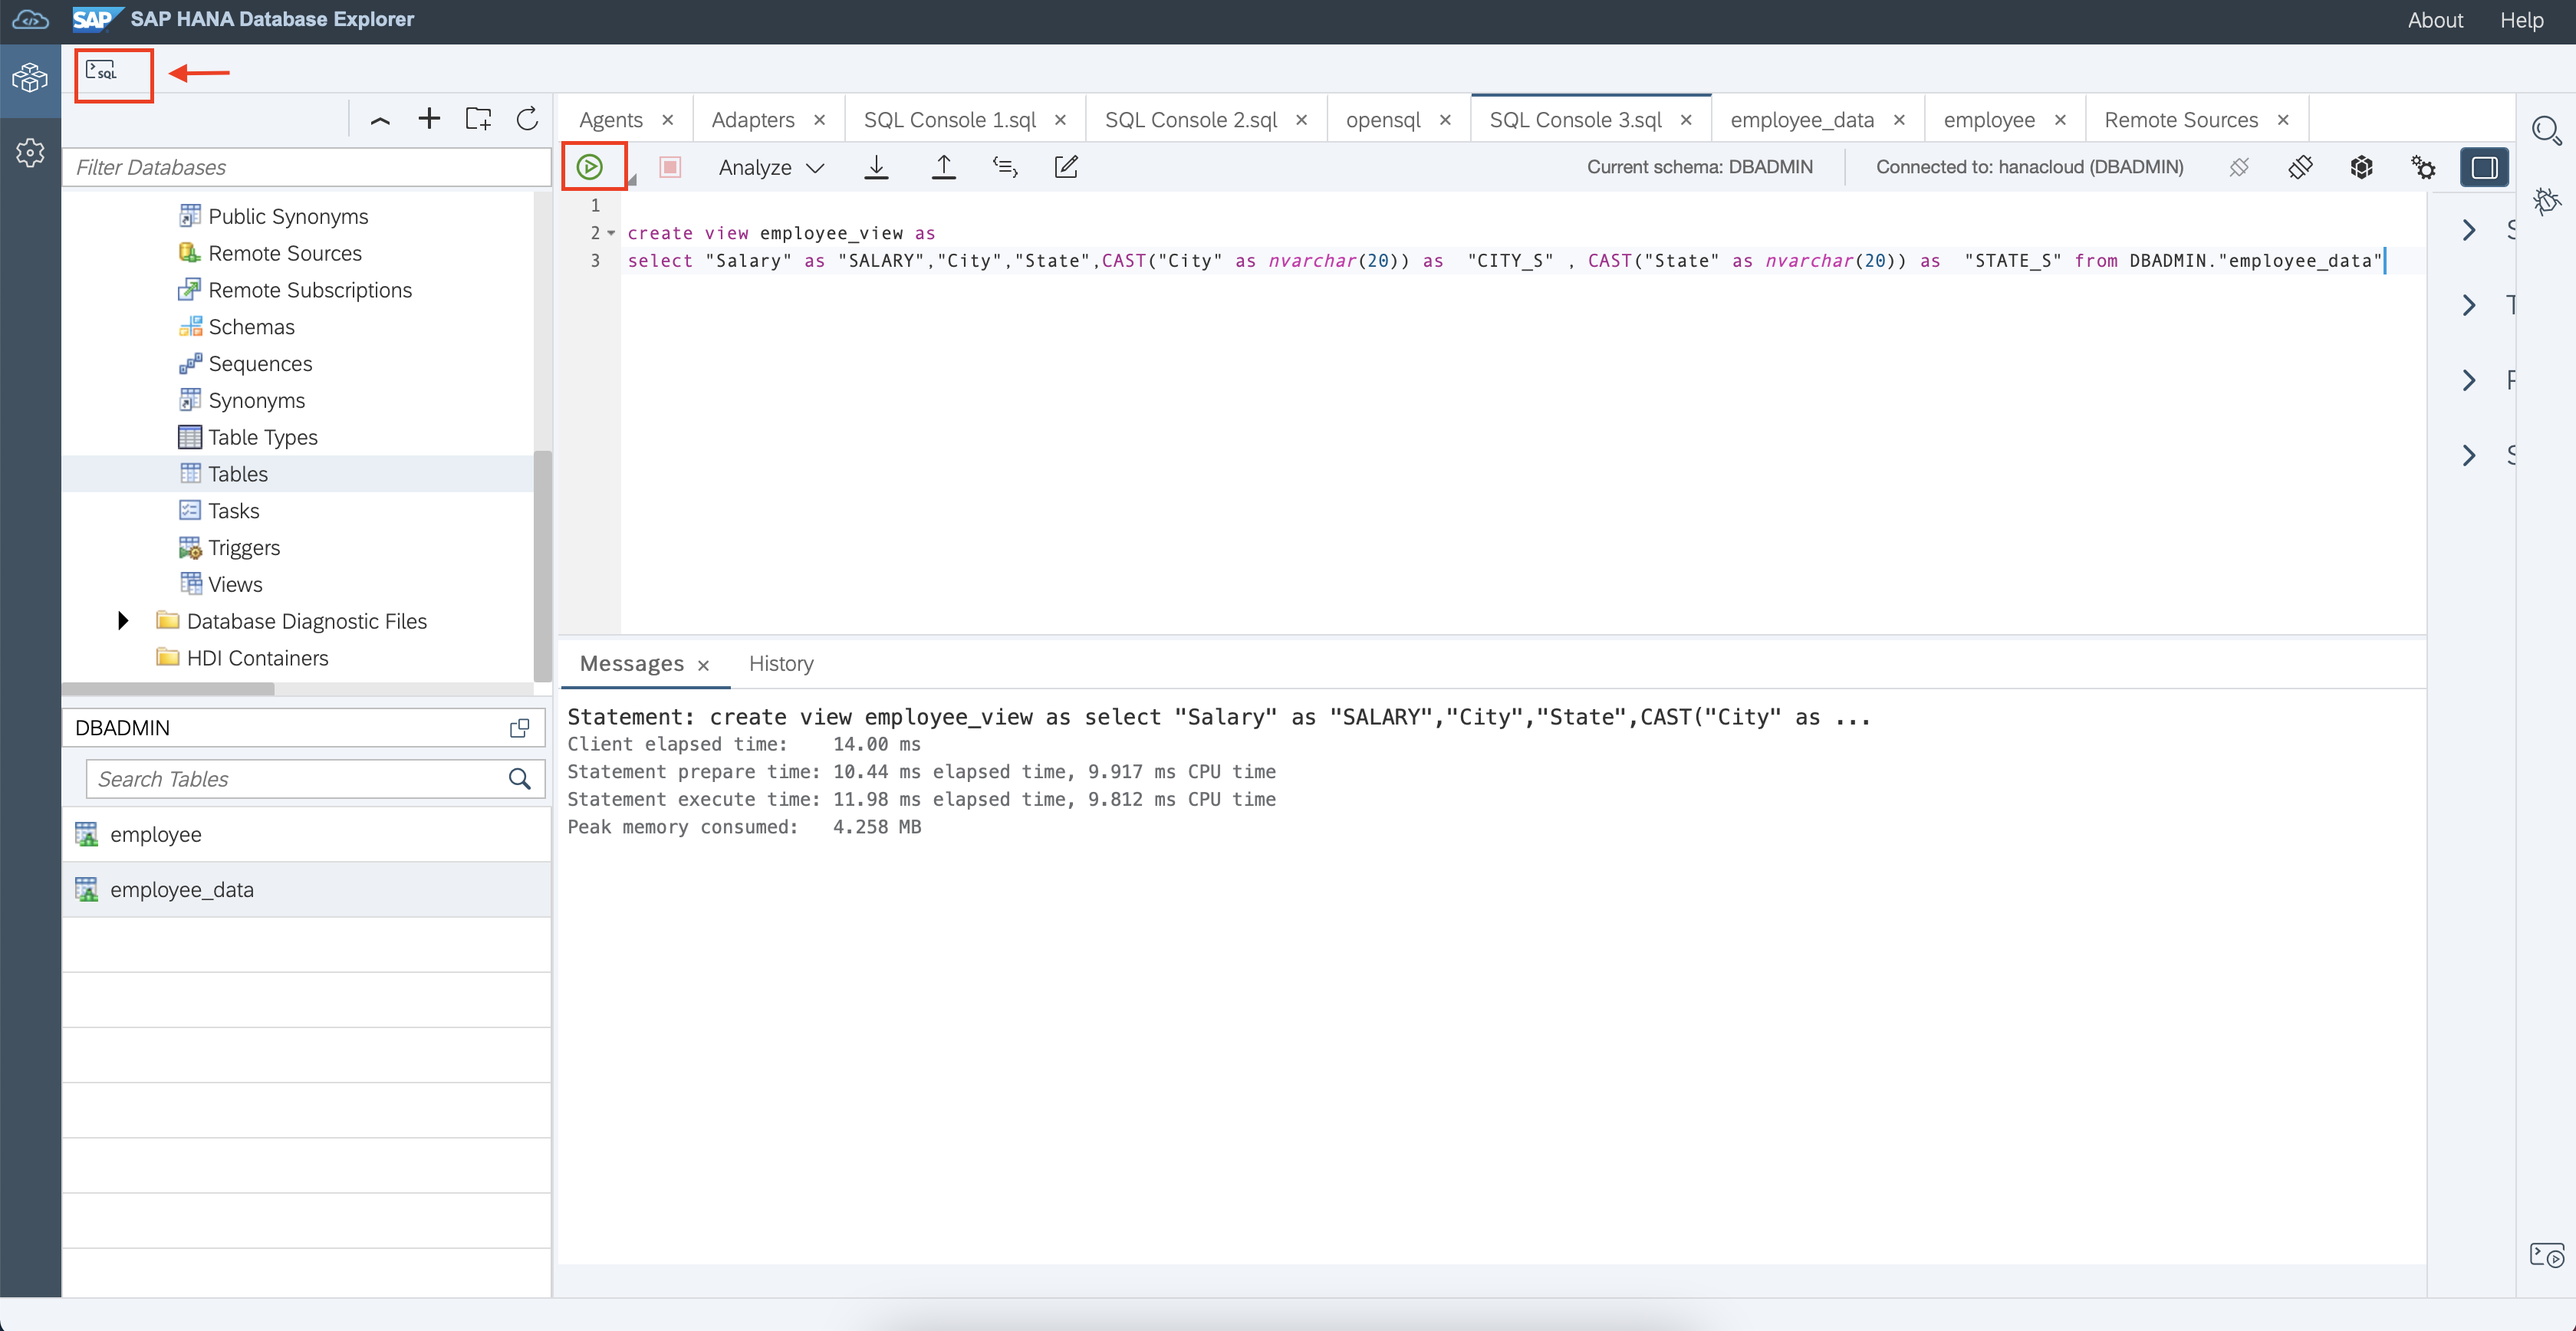 SAP SAP HANA Database Explorer
About Help
SQL
Agents × Adapters × SQL Console 1.sql × SQL Console 2.sql × opensql × SQL Console 3.sql × employee_data × employee × Remote Sources ×
Filter Databases
Analyze
Current schema: DBADMIN
Connected to: hanacloud (DBADMIN)
Public Synonyms
Remote Sources
Remote Subscriptions
Schemas
Sequences
Synonyms
Table Types
Tables
Tasks
Triggers
Views
Database Diagnostic Files
HDI Containers
DBADMIN
Search Tables
employee
employee_data
1
2 create view employee_view as
3 select "Salary" as "SALARY","City","State",CAST("City" as nvarchar(20)) as "CITY_S" , CAST("State" as nvarchar(20)) as "STATE_S" from DBADMIN."employee_data"
Messages × History
Statement: create view employee_view as select "Salary" as "SALARY","City","State",CAST("City" as ...
Client elapsed time: 14.00 ms
Statement prepare time: 10.44 ms elapsed time, 9.917 ms CPU time
Statement execute time: 11.98 ms elapsed time, 9.812 ms CPU time
Peak memory consumed: 4.258 MB